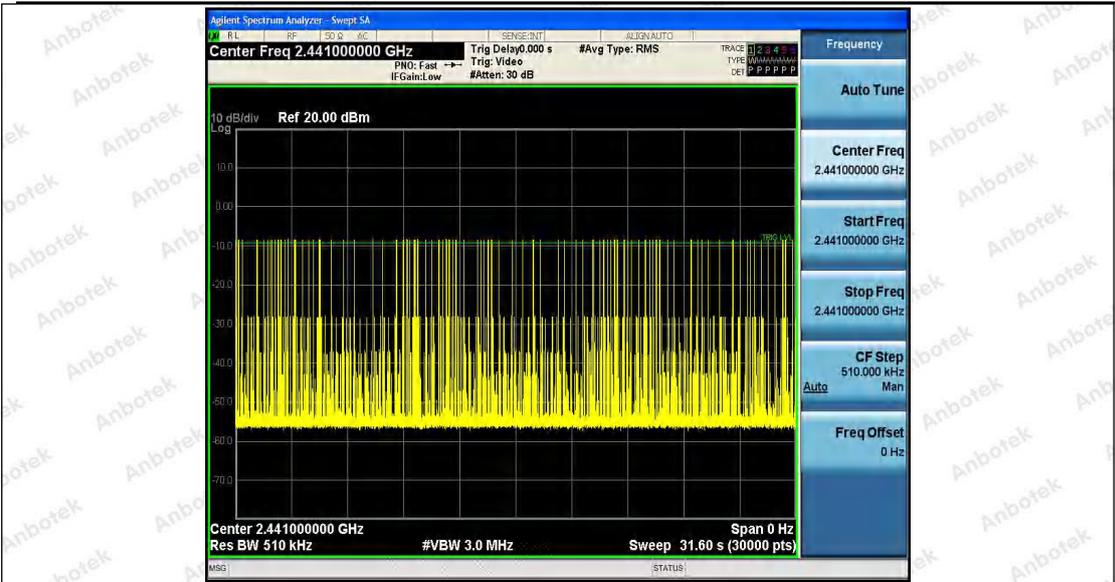 Agilent Spectrum Analyzer - Swept SA
RL RF 50 Ω AC SENSE:INT ALIGNAUTO
Center Freq 2.441000000 GHz
PNO: Fast
IFGain:Low
Trig Delay0.000 s
Trig: Video
#Atten: 30 dB
#Avg Type: RMS
TRACE 1 2 3 4 5 6
TYPE
DET P P P P P P
10 dB/div Ref 20.00 dBm
Log
10.0
0.00
TRIG LVL
-10.0
-20.0
-30.0
-40.0
-50.0
-60.0
-70.0
Center 2.441000000 GHz
Span 0 Hz
Res BW 510 kHz
#VBW 3.0 MHz
Sweep 31.60 s (30000 pts)
MSG
STATUS
Frequency
Auto Tune
Center Freq
2.441000000 GHz
Start Freq
2.441000000 GHz
Stop Freq
2.441000000 GHz
CF Step
510.000 kHz
Auto Man
Freq Offset
0 Hz
Anbotek